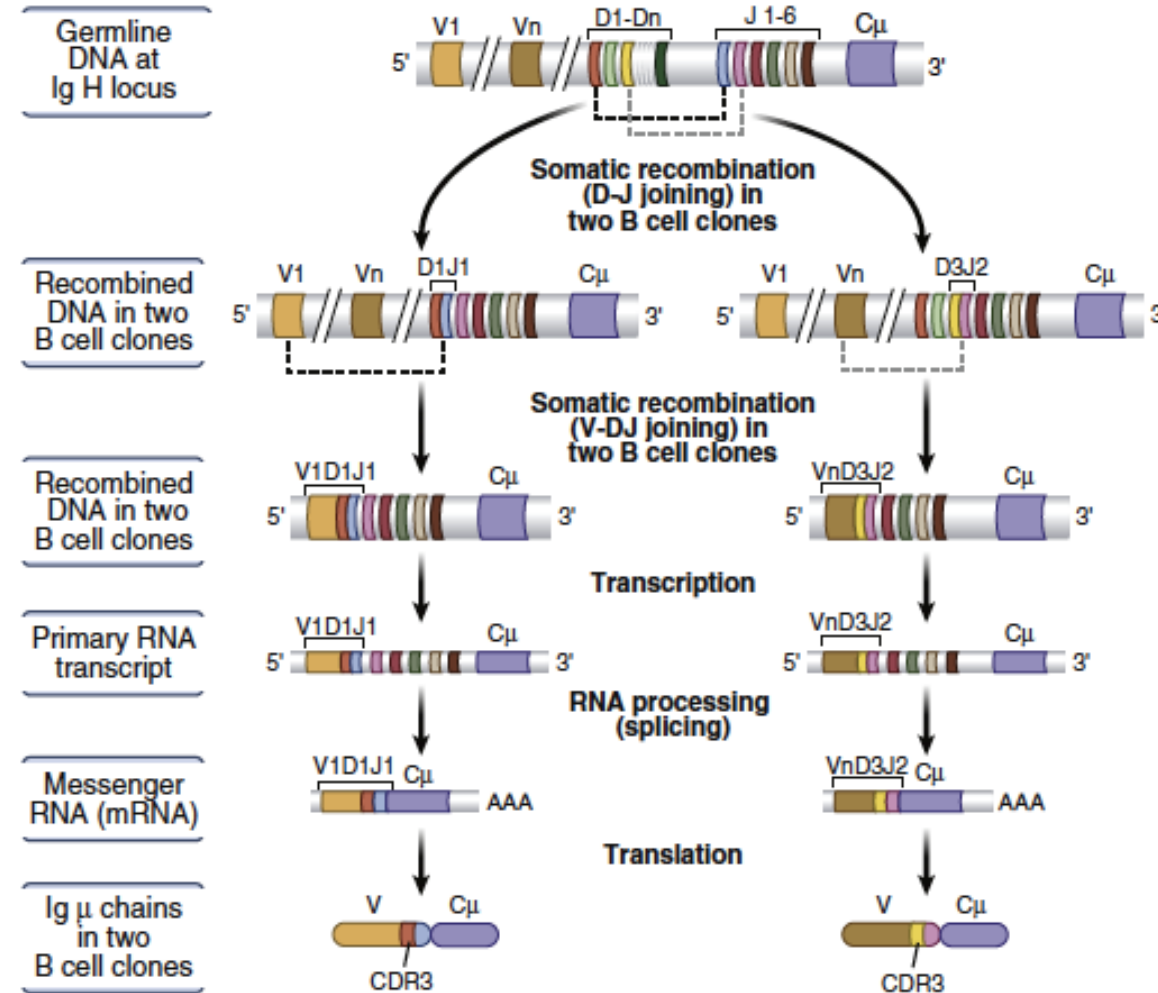 Germline
DNA at
Ig H locus
V1
Vn
D1-Dn
J 1-6
Cμ
5'
3'
Somatic recombination
(D-J joining) in
two B cell clones
Recombined
DNA in two
B cell clones
V1
Vn
D1J1
Cμ
5'
3'
V1
Vn
D3J2
Cμ
5'
3
Somatic recombination
(V-DJ joining) in
two B cell clones
Recombined
DNA in two
B cell clones
V1D1J1
Cμ
5'
3'
VnD3J2
Cμ
5'
3'
Transcription
Primary RNA
transcript
V1D1J1
Cμ
5'
3'
VnD3J2
Cμ
5'
3'
RNA processing
(splicing)
Messenger
RNA (mRNA)
V1D1J1
Cμ
AAA
VnD3J2
Cμ
AAA
Translation
Ig μ chains
in two
B cell clones
V
Cμ
CDR3
V
Cμ
CDR3